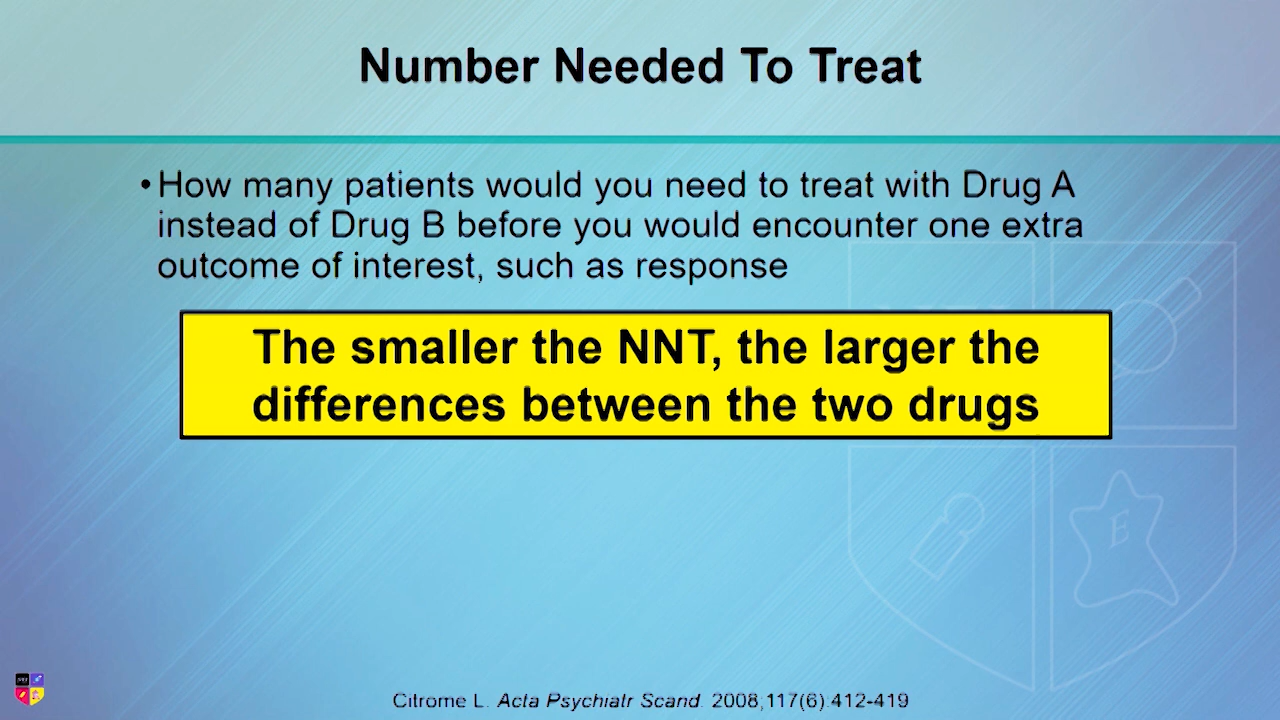 Number Needed To Treat
•How many patients would you need to treat with Drug A
instead of Drug B before you would encounter one extra
outcome of interest, such as response
The smaller the NNT, the larger the
differences between the two drugs
E
Citrome L. Acta Psychiatr Scand. 2008;117(6):412-419